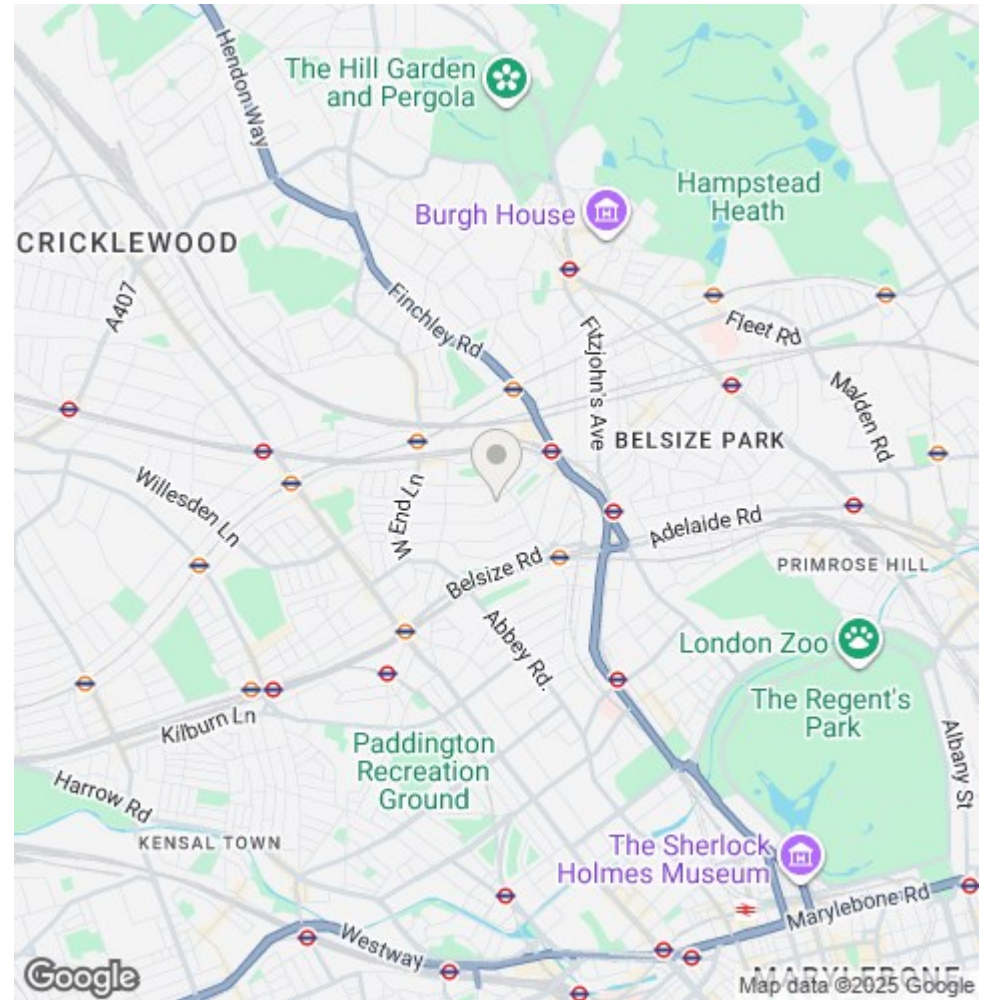 Hendon Way
The Hill Garden
and Pergola
Hampstead
Heath
Burgh House
CRICKLEWOOD
A407
Finchley Rd
Fitzjohn's Ave
Fleet Rd
Malden Rd
BELSIZE PARK
Willesden Ln
W End Ln
Adelaide Rd
Belsize Rd
PRIMROSE HILL
Abbey Rd.
London Zoo
The Regent's
Park
Kilburn Ln
Albany St
Paddington
Recreation
Ground
Harrow Rd
KENSAL TOWN
The Sherlock
Holmes Museum
Marylebone Rd
Westway
MARYLEBONE
Google
Map data ©2025 Google